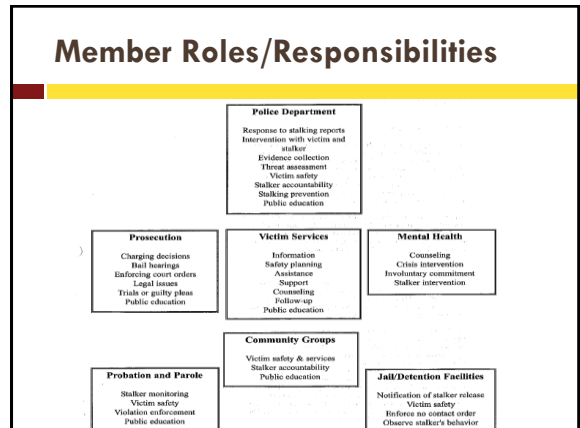 Member Roles/Responsibilities
Police Department
Response to stalking reports
Intervention with victim and
stalker
Evidence collection
Threat assessment
Victim safety
Stalker accountability
Stalking prevention
Public education
Prosecution
Charging decisions
Bail hearings
Enforcing court orders
Legal issues
Trials or guilty pleas
Public education
Victim Services
Information
Safety planning
Assistance
Support
Counseling
Follow-up
Public education
Mental Health
Counseling
Crisis intervention
Involuntary commitment
Stalker intervention
Community Groups
Victim safety & services
Stalker accountability
Public education
Probation and Parole
Stalker monitoring
Victim safety
Violation enforcement
Public education
Jail/Detention Facilities
Notification of stalker release
Victim safety
Enforce no contact order
Observe stalker's behavior